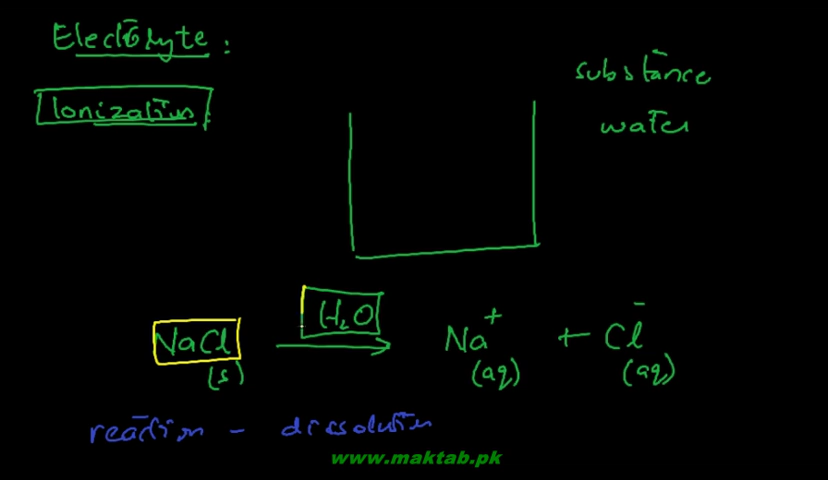 Electrolyte :
Ionization :
substance
water
NaCl (s) H₂O → Na⁺ (aq) + Cl⁻ (aq)
reaction - dissolution
www.maktab.pk